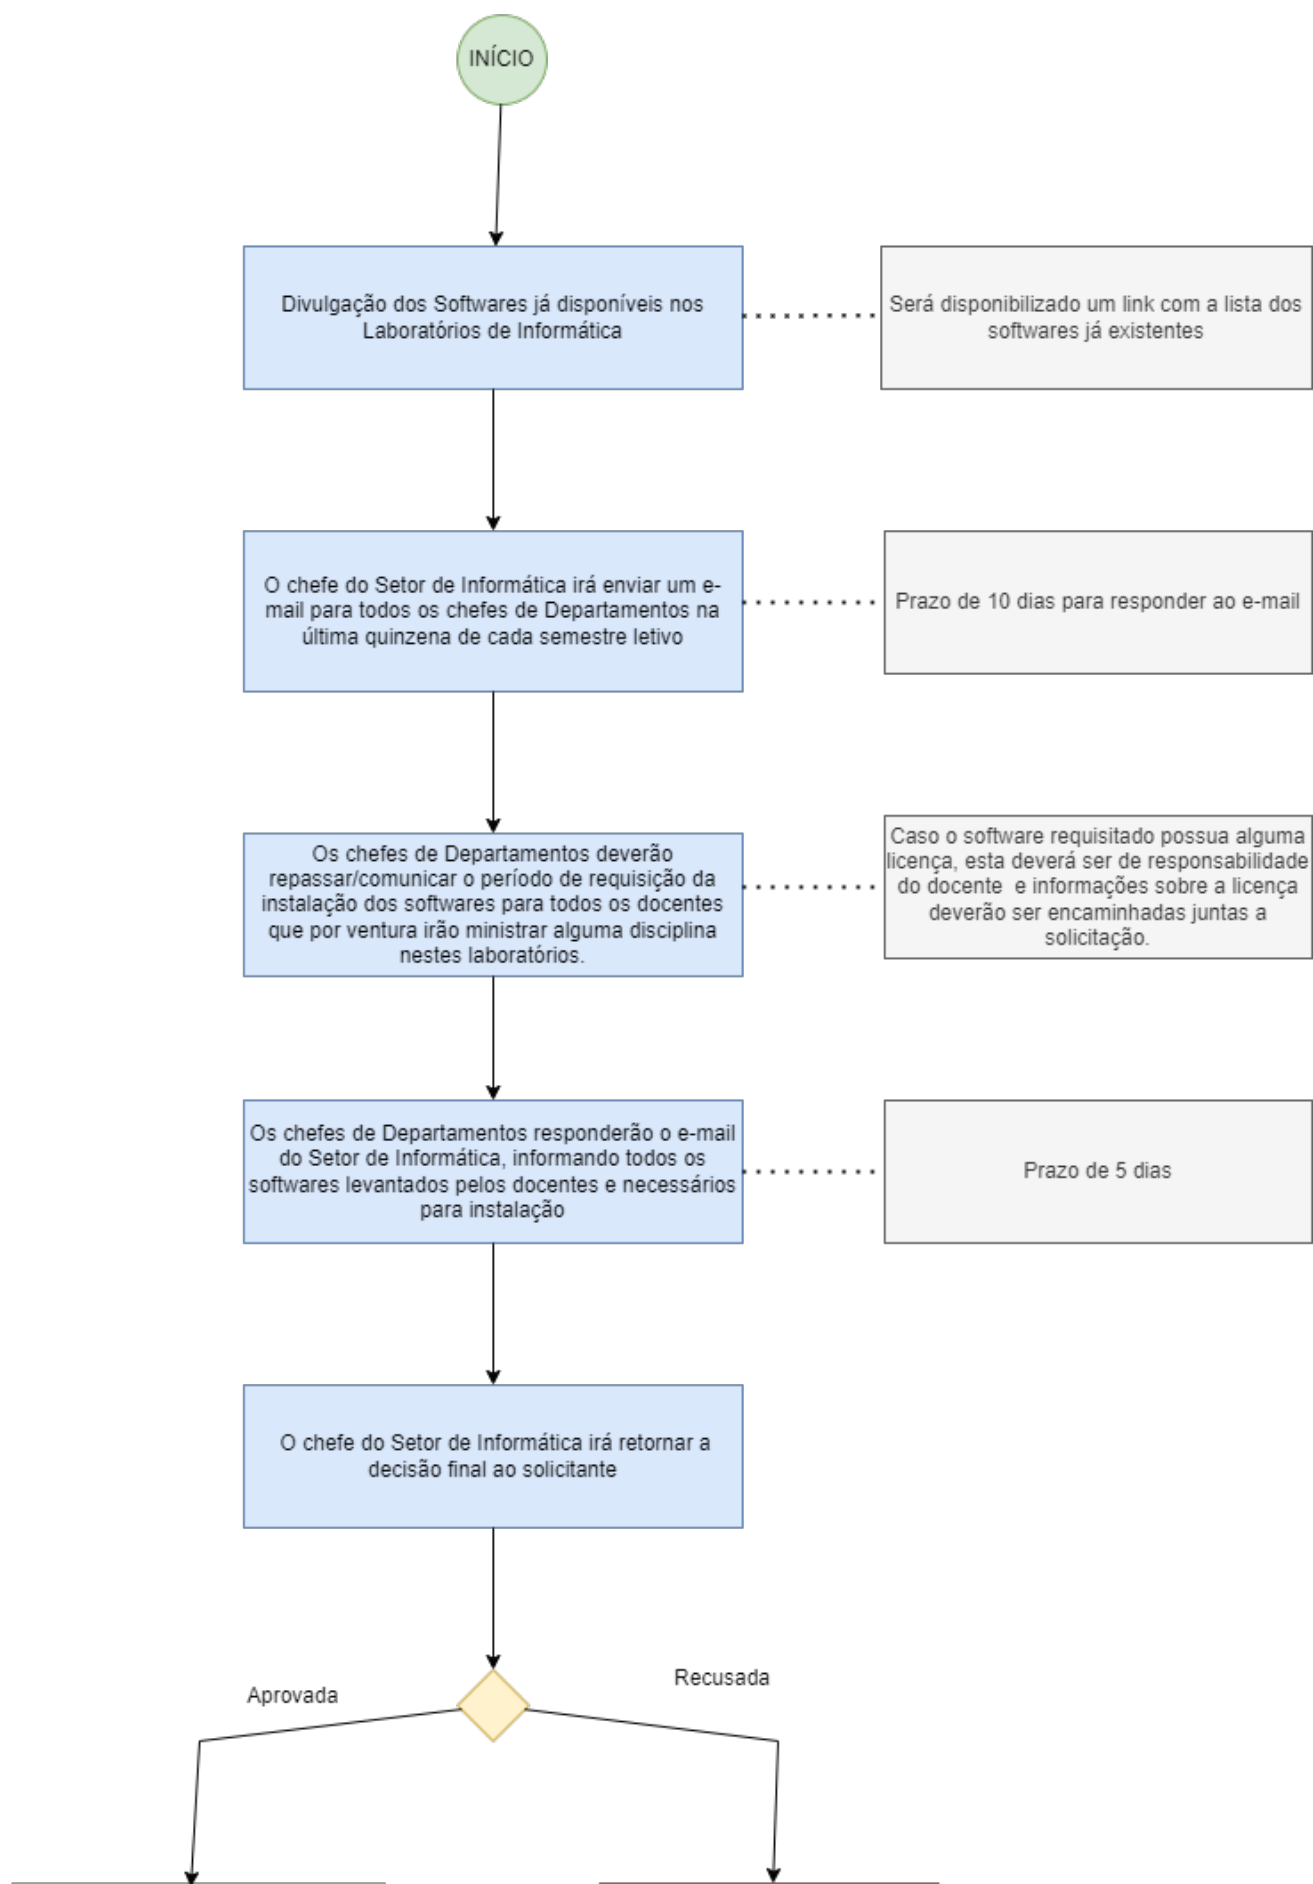 INÍCIO
Divulgação dos Softwares já disponíveis nos
Laboratórios de Informática
Será disponibilizado um link com a lista dos
softwares já existentes
O chefe do Setor de Informática irá enviar um e-
mail para todos os chefes de Departamentos na
última quinzena de cada semestre letivo
Prazo de 10 dias para responder ao e-mail
Os chefes de Departamentos deverão
repassar/comunicar o período de requisição da
instalação dos softwares para todos os docentes
que por ventura irão ministrar alguma disciplina
nestes laboratórios.
Caso o software requisitado possua alguma
licença, esta deverá ser de responsabilidade
do docente  e informações sobre a licença
deverão ser encaminhadas juntas a
solicitação.
Os chefes de Departamentos responderão o e-mail
do Setor de Informática, informando todos os
softwares levantados pelos docentes e necessários
para instalação
Prazo de 5 dias
O chefe do Setor de Informática irá retornar a
decisão final ao solicitante
Aprovada
Recusada